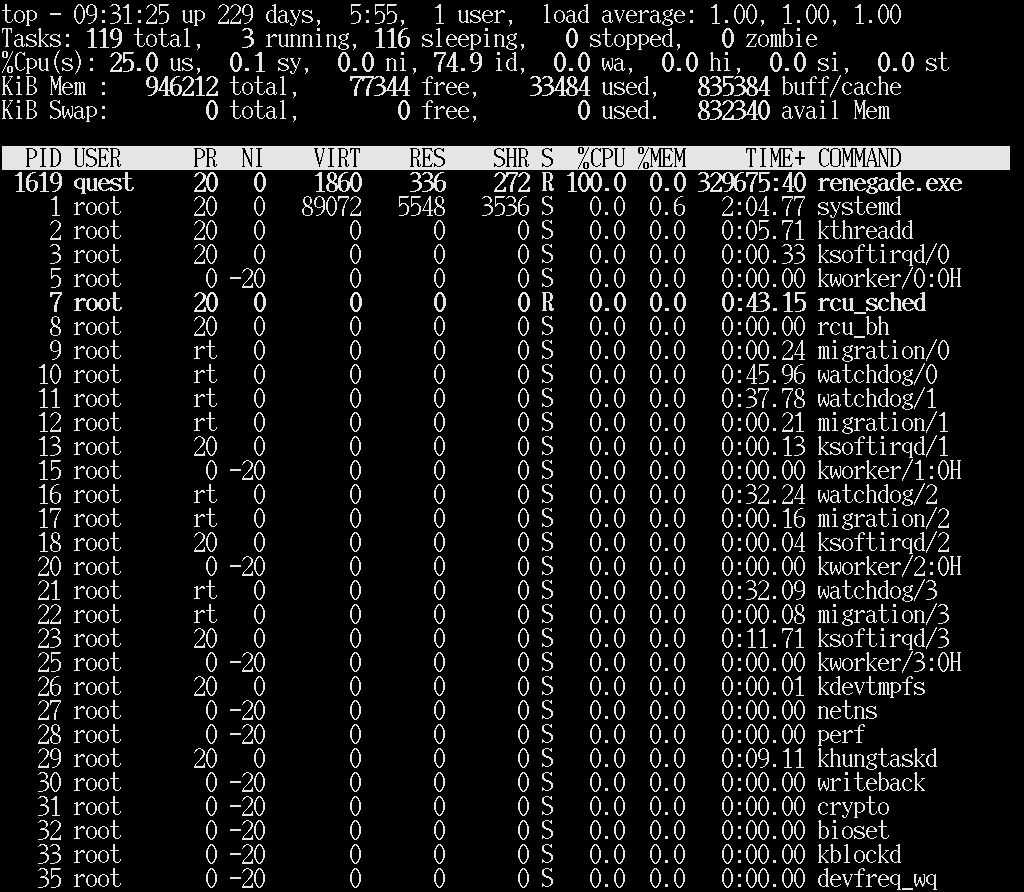 top - 09:31:25 up 229 days,  5:55,  1 user,  load average: 1.00, 1.00, 1.00
Tasks: 119 total,   3 running, 116 sleeping,   0 stopped,   0 zombie
%Cpu(s): 25.0 us,  0.1 sy,  0.0 ni, 74.9 id,  0.0 wa,  0.0 hi,  0.0 si,  0.0 st
KiB Mem :   946212 total,    77344 free,    33484 used,   835384 buff/cache
KiB Swap:        0 total,        0 free,        0 used.   832340 avail Mem
PID USER PR NI VIRT RES SHR S %CPU %MEM TIME+ COMMAND
1619 quest 20 0 1860 336 272 R 100.0 0.0 329675:40 renegade.exe
1 root 20 0 89072 5548 3536 S 0.0 0.6 2:04.77 systemd
2 root 20 0 0 0 0 S 0.0 0.0 0:05.71 kthreadd
3 root 20 0 0 0 0 S 0.0 0.0 0:00.33 ksoftirqd/0
5 root 0 -20 0 0 0 S 0.0 0.0 0:00.00 kworker/0:0H
7 root 20 0 0 0 0 R 0.0 0.0 0:43.15 rcu_sched
8 root 20 0 0 0 0 S 0.0 0.0 0:00.00 rcu_bh
9 root rt 0 0 0 0 S 0.0 0.0 0:00.24 migration/0
10 root rt 0 0 0 0 S 0.0 0.0 0:45.96 watchdog/0
11 root rt 0 0 0 0 S 0.0 0.0 0:37.78 watchdog/1
12 root rt 0 0 0 0 S 0.0 0.0 0:00.21 migration/1
13 root 20 0 0 0 0 S 0.0 0.0 0:00.13 ksoftirqd/1
15 root 0 -20 0 0 0 S 0.0 0.0 0:00.00 kworker/1:0H
16 root rt 0 0 0 0 S 0.0 0.0 0:32.24 watchdog/2
17 root rt 0 0 0 0 S 0.0 0.0 0:00.16 migration/2
18 root 20 0 0 0 0 S 0.0 0.0 0:00.04 ksoftirqd/2
20 root 0 -20 0 0 0 S 0.0 0.0 0:00.00 kworker/2:0H
21 root rt 0 0 0 0 S 0.0 0.0 0:32.09 watchdog/3
22 root rt 0 0 0 0 S 0.0 0.0 0:00.08 migration/3
23 root 20 0 0 0 0 S 0.0 0.0 0:11.71 ksoftirqd/3
25 root 0 -20 0 0 0 S 0.0 0.0 0:00.00 kworker/3:0H
26 root 20 0 0 0 0 S 0.0 0.0 0:00.01 kdevtmpfs
27 root 0 -20 0 0 0 S 0.0 0.0 0:00.00 netns
28 root 0 -20 0 0 0 S 0.0 0.0 0:00.00 perf
29 root 20 0 0 0 0 S 0.0 0.0 0:09.11 khungtaskd
30 root 0 -20 0 0 0 S 0.0 0.0 0:00.00 writeback
31 root 0 -20 0 0 0 S 0.0 0.0 0:00.00 crypto
32 root 0 -20 0 0 0 S 0.0 0.0 0:00.00 bioset
33 root 0 -20 0 0 0 S 0.0 0.0 0:00.00 kblockd
35 root 0 -20 0 0 0 S 0.0 0.0 0:00.00 devfreq_wq